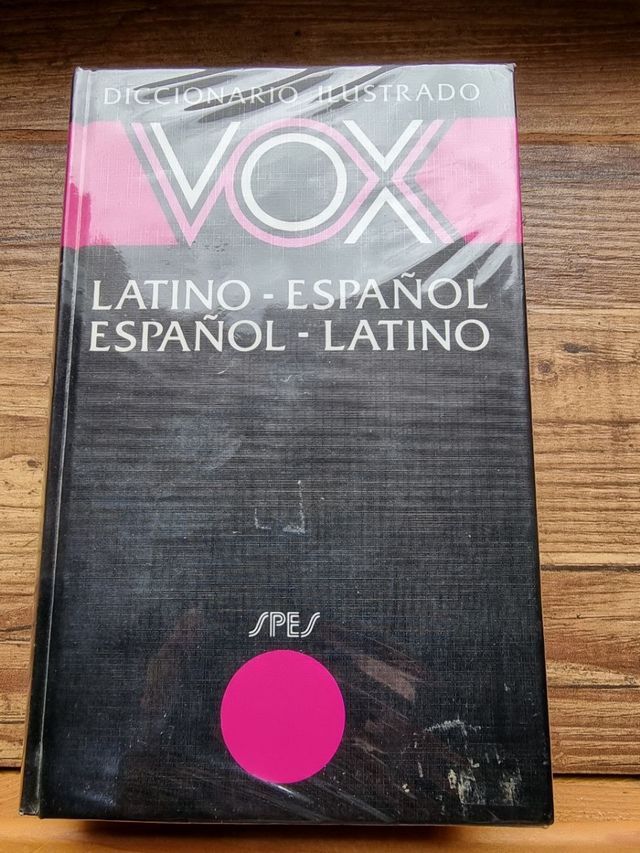 DICCIONARIO ILUSTRADO
VOX
LATINO - ESPAÑOL
ESPAÑOL - LATINO
SPES